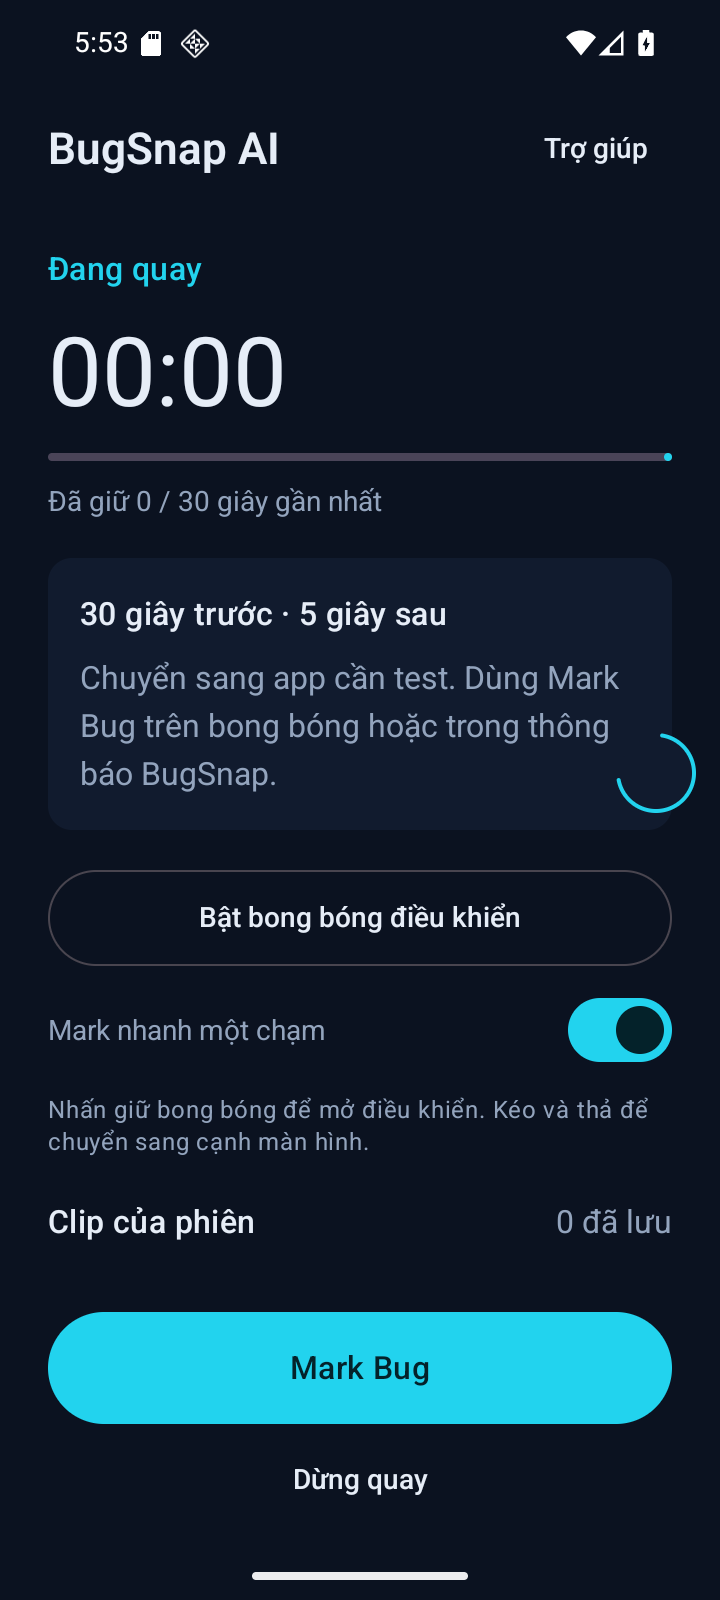 5:53
BugSnap AI
Trợ giúp
Đang quay
00:00
Đã giữ 0 / 30 giây gần nhất
30 giây trước · 5 giây sau
Chuyển sang app cần test. Dùng Mark
Bug trên bong bóng hoặc trong thông
báo BugSnap.
Bật bong bóng điều khiển
Mark nhanh một chạm
Nhấn giữ bong bóng để mở điều khiển. Kéo và thả để
chuyển sang cạnh màn hình.
Clip của phiên
0 đã lưu
Mark Bug
Dừng quay